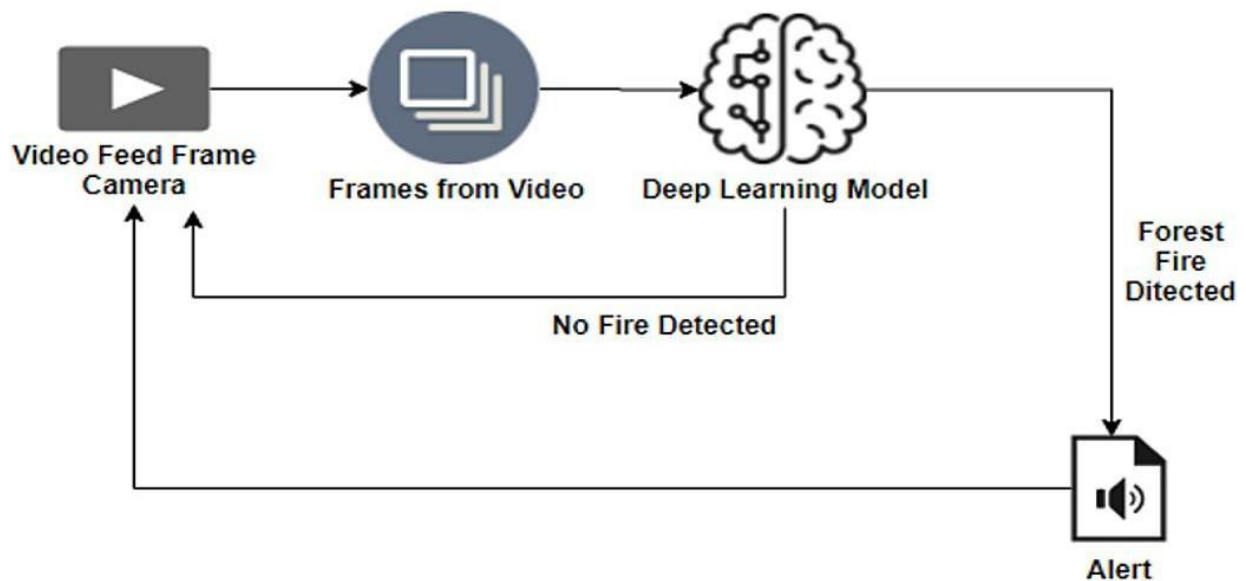 Video Feed Frame
Camera
Frames from Video
Deep Learning Model
Forest
Fire
Ditected
No Fire Detected
Alert